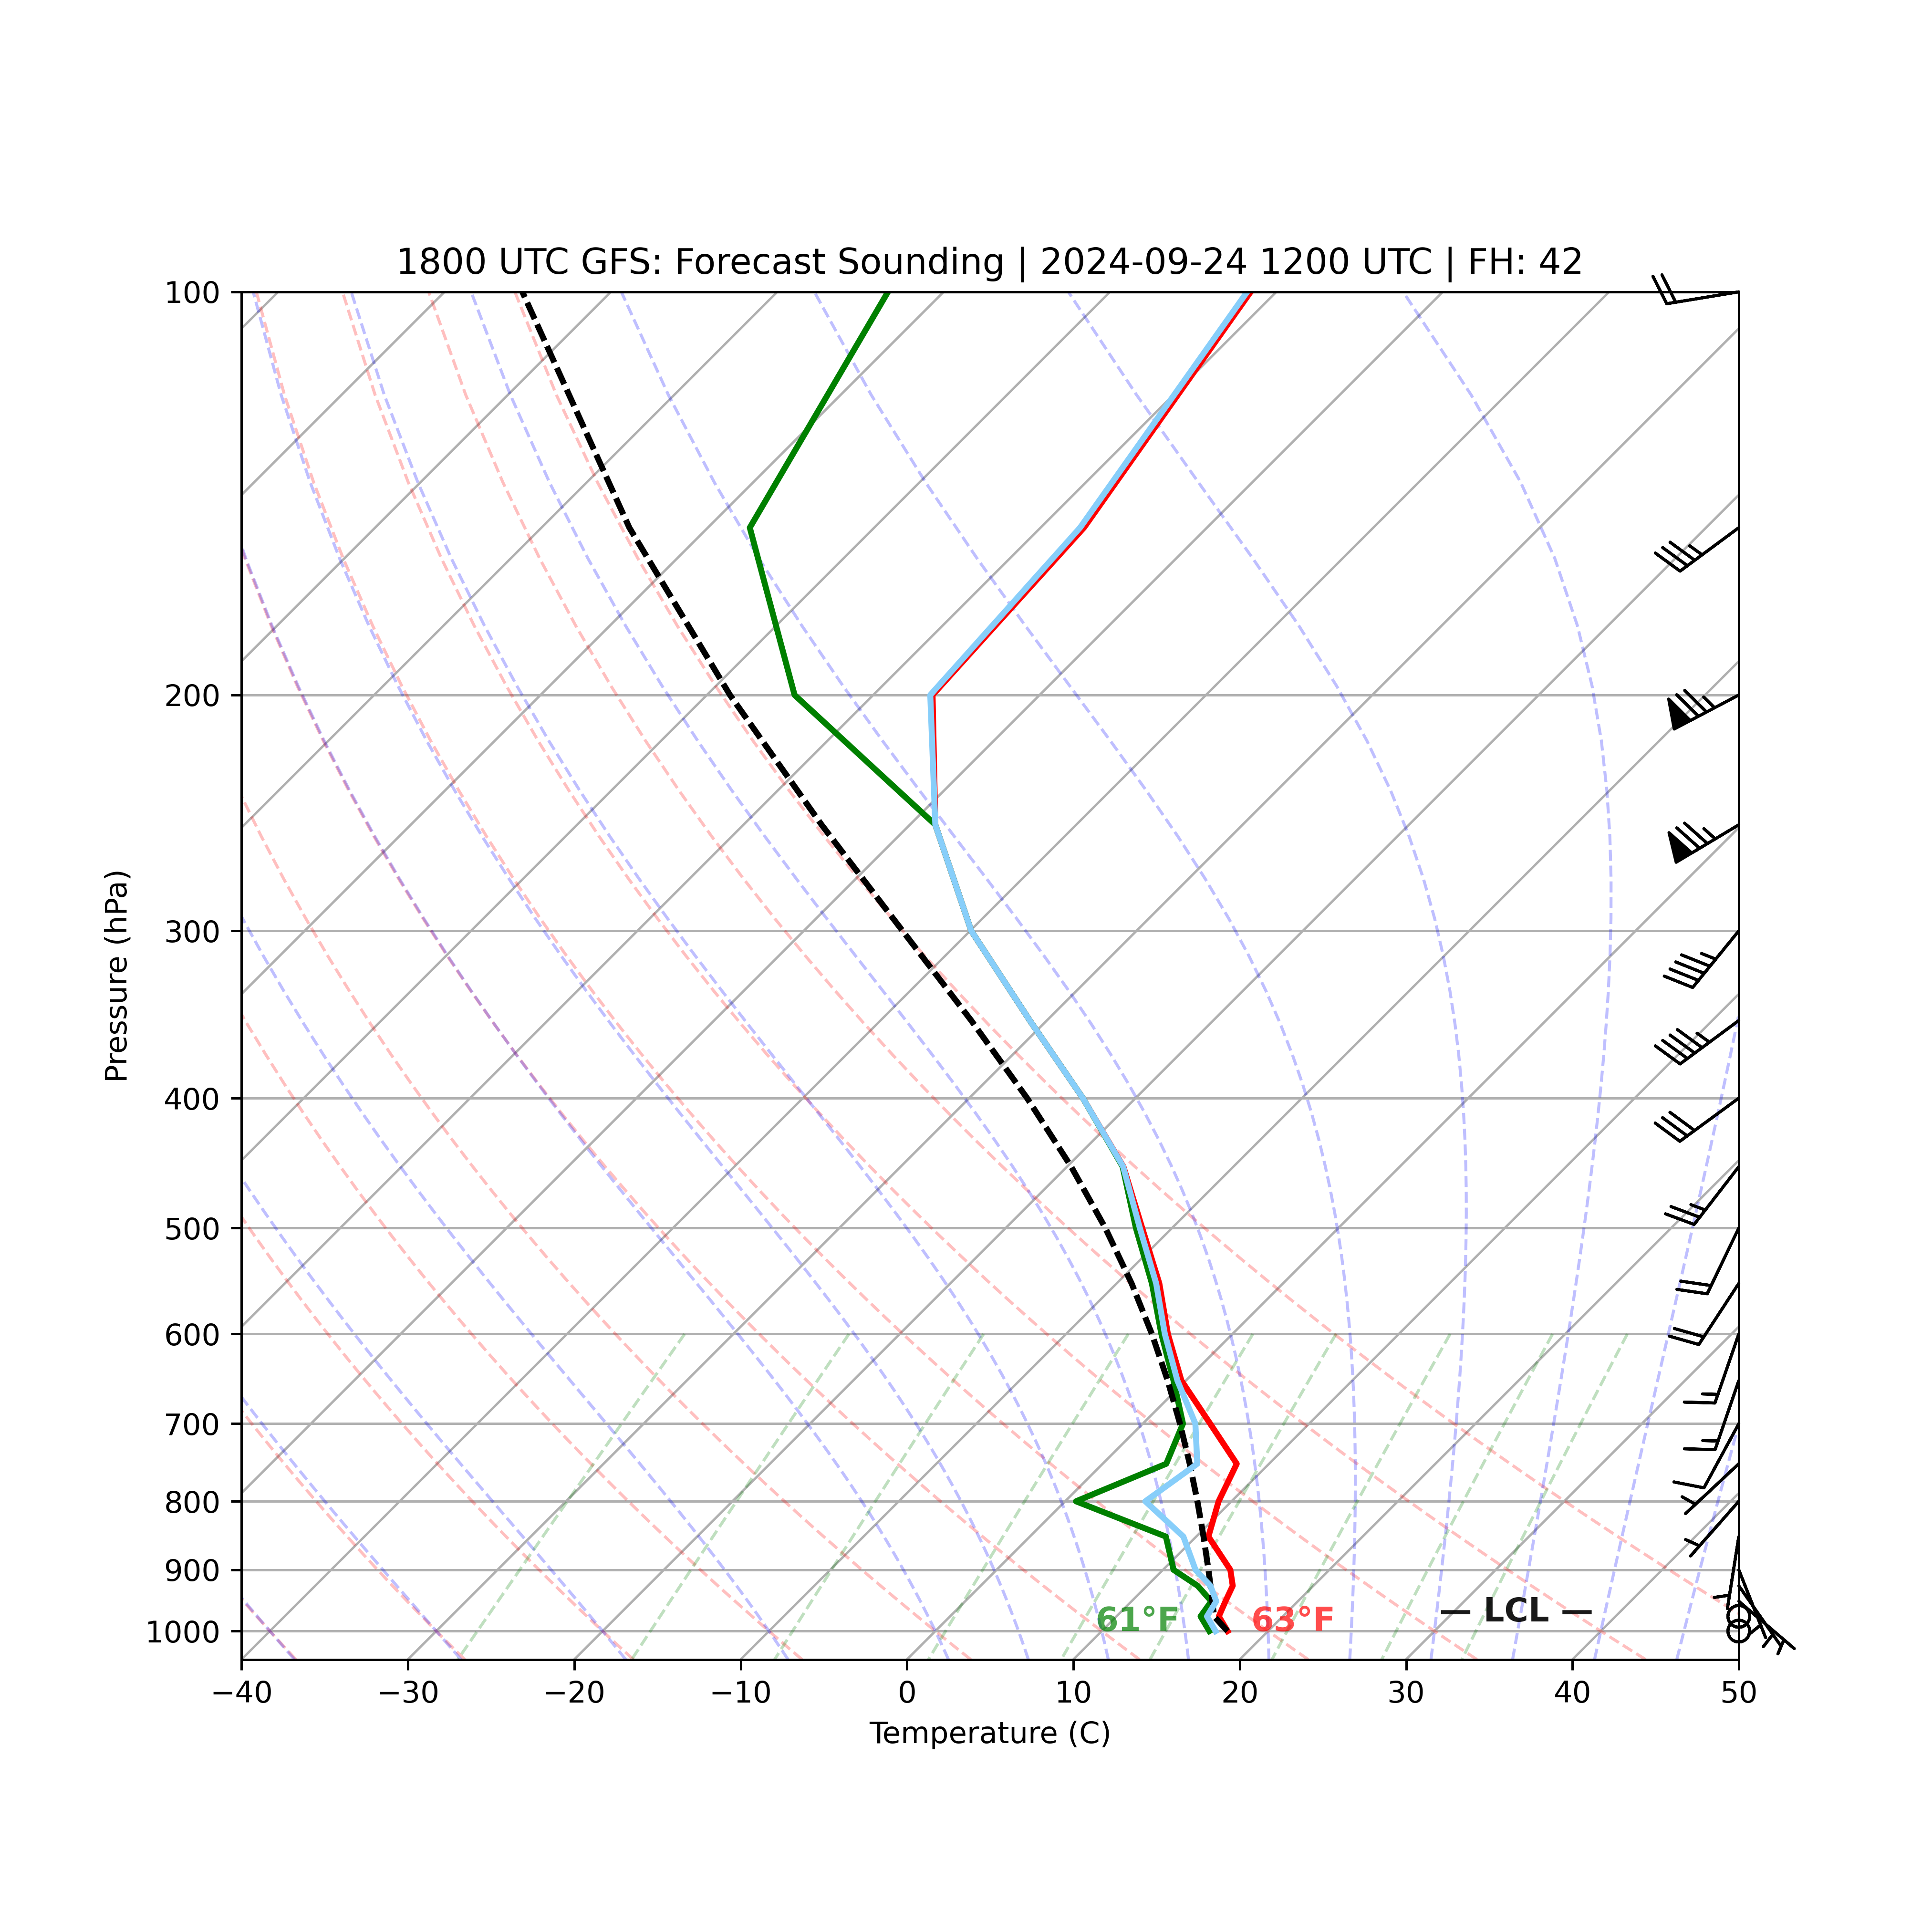 1800 UTC GFS: Forecast Sounding | 2024-09-24 1200 UTC | FH: 42
100
200
300
400
500
600
700
800
900
1000
Pressure (hPa)
61°F
63°F
— LCL —
−40 −30 −20 −10 0 10 20 30 40 50
Temperature (C)